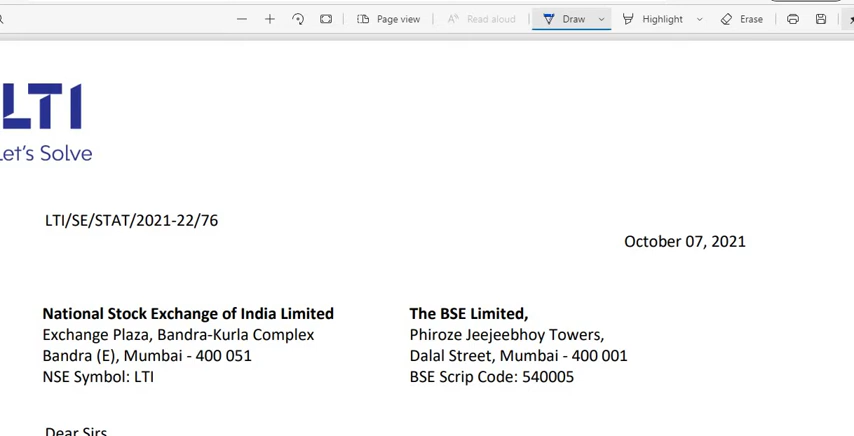 Page view
Read aloud
Draw
Highlight
Erase
LTI
Let's Solve
LTI/SE/STAT/2021-22/76
October 07, 2021
National Stock Exchange of India Limited
Exchange Plaza, Bandra-Kurla Complex
Bandra (E), Mumbai - 400 051
NSE Symbol: LTI
The BSE Limited,
Phiroze Jeejeebhoy Towers,
Dalal Street, Mumbai - 400 001
BSE Scrip Code: 540005
Dear Sirs